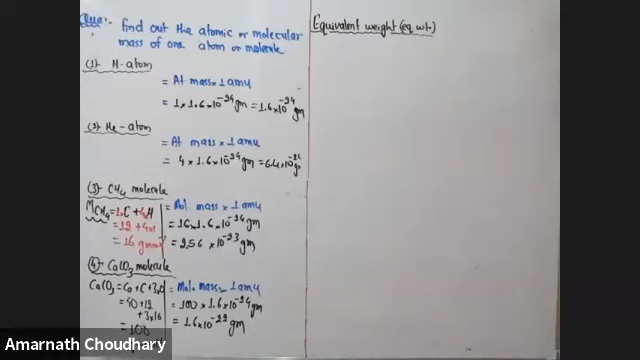 Que:- find out the atomic or molecular
mass of one atom or molecule
(1) H-atom
= At mass × 1 amu
= 1 × 1.6×10⁻²⁴ gm = 1.6×10⁻²⁴ gm
(2) He-atom
= At mass × 1 amu
= 4 × 1.6×10⁻²⁴ gm = 6.4×10⁻²⁴ gm
(3) CH₄ molecule
M CH₄ = 1×C + 4×H
= 12 + 4×1
= 16 gm
= Mol mass × 1 amu
= 16 × 1.6×10⁻²⁴ gm
= 2.56 × 10⁻²³ gm
(4) CaCO₃ molecule
CaCO₃ = Ca + C + 3×O
= 40 + 12
+ 3×16
= 100
= Mole mass × 1 amu
= 100 × 1.6×10⁻²⁴ gm
= 1.6×10⁻²² gm
Equivalent weight (eq. wt.)
Amarnath Choudhary